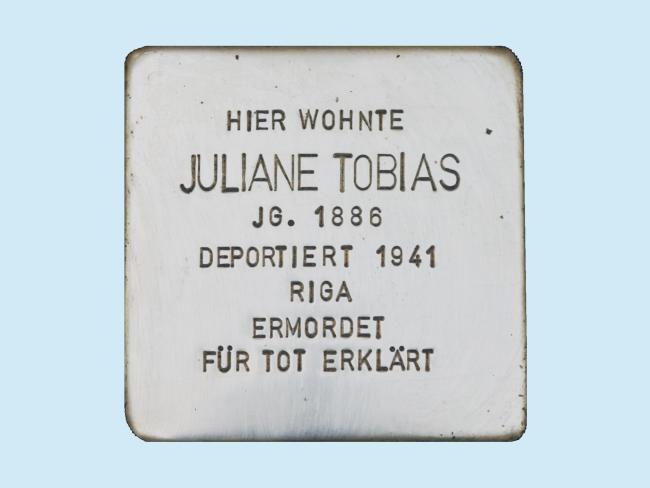 HIER WOHNTE
JULIANE TOBIAS
JG. 1886
DEPORTIERT 1941
RIGA
ERMORDET
FÜR TOT ERKLÄRT